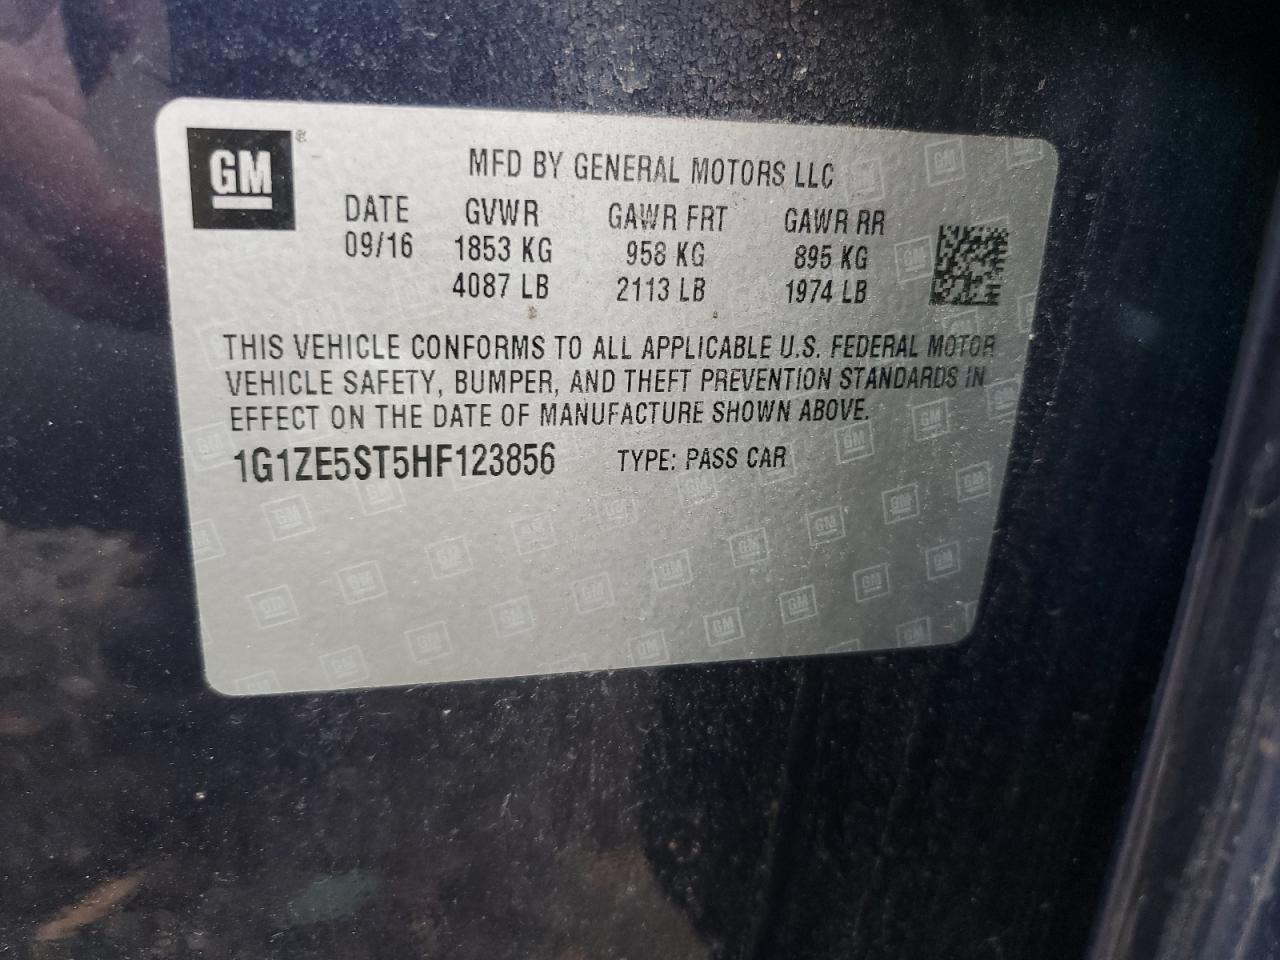 GM ®
MFD BY GENERAL MOTORS LLC
DATE GVWR GAWR FRT GAWR RR
09/16 1853 KG 958 KG 895 KG
4087 LB 2113 LB 1974 LB
THIS VEHICLE CONFORMS TO ALL APPLICABLE U.S. FEDERAL MOTOR
VEHICLE SAFETY, BUMPER, AND THEFT PREVENTION STANDARDS IN
EFFECT ON THE DATE OF MANUFACTURE SHOWN ABOVE.
1G1ZE5ST5HF123856 TYPE: PASS CAR